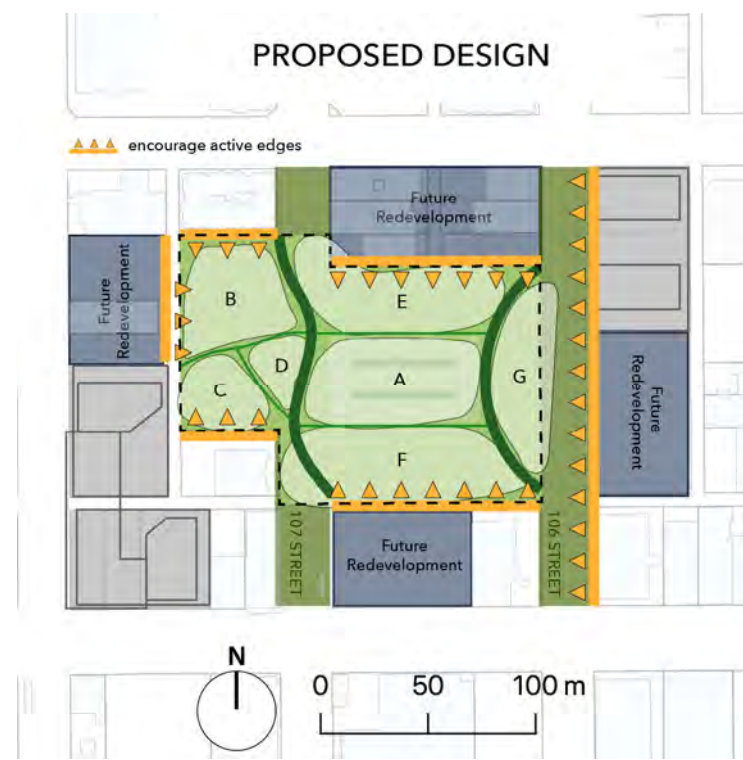 PROPOSED DESIGN
encourage active edges
Future
Redevelopment
Future
Redevelopment
B
E
D
A
G
C
F
Future
Redevelopment
107 STREET
106 STREET
Future
Redevelopment
N
0 50 100 m